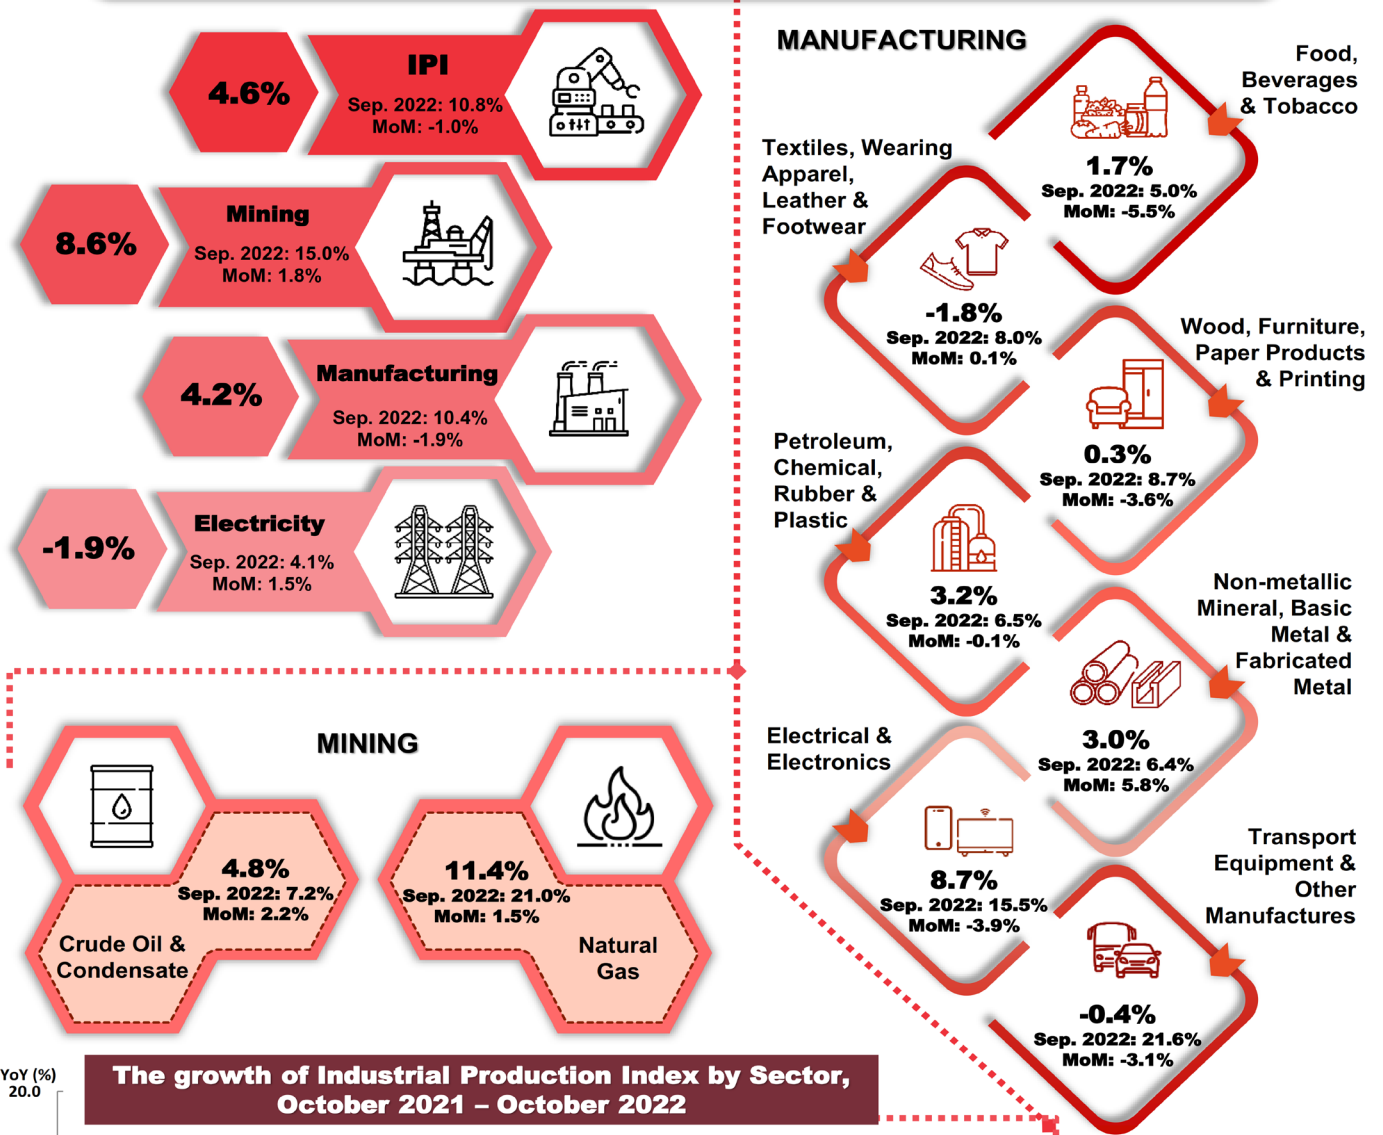 4.6%
IPI
Sep. 2022: 10.8%
MoM: -1.0%
8.6%
Mining
Sep. 2022: 15.0%
MoM: 1.8%
4.2%
Manufacturing
Sep. 2022: 10.4%
MoM: -1.9%
-1.9%
Electricity
Sep. 2022: 4.1%
MoM: 1.5%
MINING
4.8%
Sep. 2022: 7.2%
MoM: 2.2%
Crude Oil &
Condensate
11.4%
Sep. 2022: 21.0%
MoM: 1.5%
Natural
Gas
MANUFACTURING
Food,
Beverages
& Tobacco
1.7%
Sep. 2022: 5.0%
MoM: -5.5%
Textiles, Wearing
Apparel,
Leather &
Footwear
-1.8%
Sep. 2022: 8.0%
MoM: 0.1%
Wood, Furniture,
Paper Products
& Printing
0.3%
Sep. 2022: 8.7%
MoM: -3.6%
Petroleum,
Chemical,
Rubber &
Plastic
3.2%
Sep. 2022: 6.5%
MoM: -0.1%
Non-metallic
Mineral, Basic
Metal &
Fabricated
Metal
3.0%
Sep. 2022: 6.4%
MoM: 5.8%
Electrical &
Electronics
8.7%
Sep. 2022: 15.5%
MoM: -3.9%
Transport
Equipment &
Other
Manufactures
-0.4%
Sep. 2022: 21.6%
MoM: -3.1%
The growth of Industrial Production Index by Sector,
October 2021 – October 2022
YoY (%)
20.0